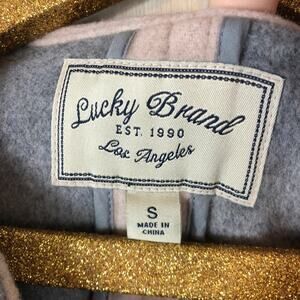 Lucky Brand
EST. 1990
Los Angeles
S
MADE IN
CHINA